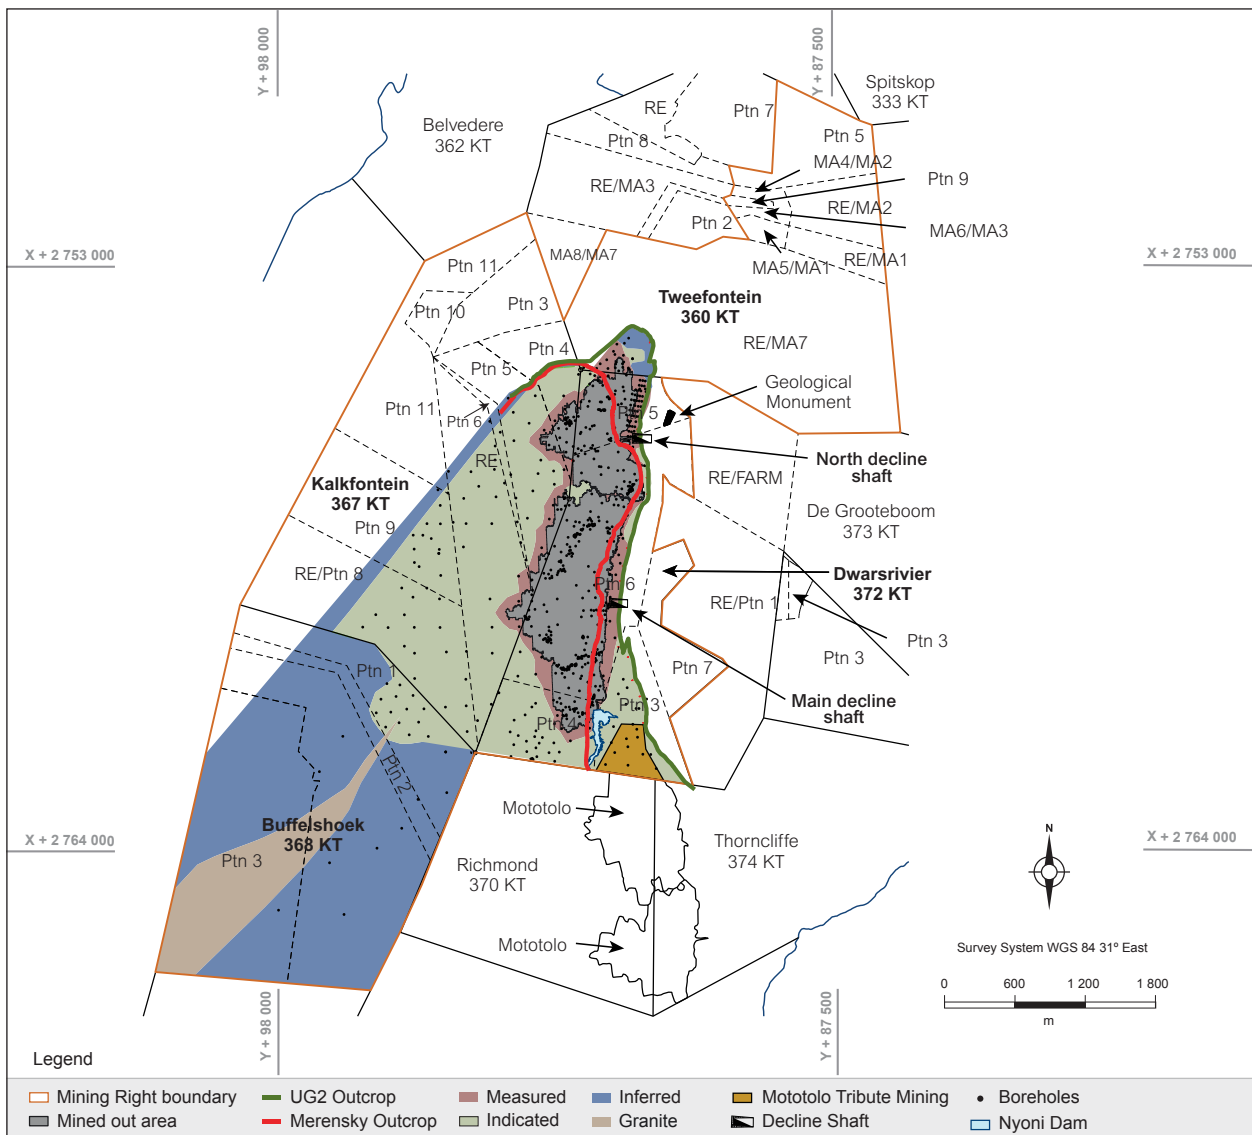 Y + 98 000
Y + 87 500
Spitskop
333 KT
RE
Ptn 7
Belvedere
362 KT
Ptn 8
Ptn 5
MA4/MA2
Ptn 9
RE/MA3
RE/MA2
Ptn 2
MA6/MA3
X + 2 753 000
X + 2 753 000
MA8/MA7
MA5/MA1
RE/MA1
Ptn 11
Ptn 10
Ptn 3
Tweefontein
360 KT
RE/MA7
Ptn 4
Ptn 5
Geological
Monument
Ptn 11
Ptn 6
Ptn 5
North decline
shaft
RE
RE/FARM
Kalkfontein
367 KT
De Grooteboom
373 KT
Ptn 9
RE/Ptn 8
Dwarsrivier
372 KT
Ptn 6
RE/Ptn 1
Ptn 3
Ptn 3
Ptn 1
Ptn 7
Main decline
shaft
Ptn 3
Ptn 4
Ptn 2
Mototolo
Buffelshoek
368 KT
Thorncliffe
374 KT
X + 2 764 000
X + 2 764 000
Ptn 3
Richmond
370 KT
N
Mototolo
Survey System WGS 84 31º East
0 600 1 200 1 800
m
Y + 98 000
Y + 87 500
Legend
Mining Right boundary
UG2 Outcrop
Measured
Inferred
Mototolo Tribute Mining
Boreholes
Mined out area
Merensky Outcrop
Indicated
Granite
Decline Shaft
Nyoni Dam